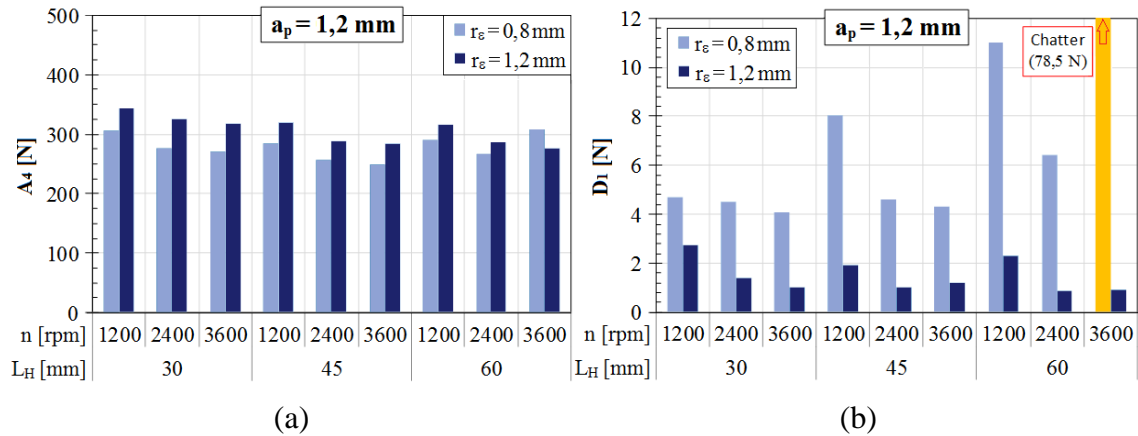 aₚ = 1,2 mm
rε = 0,8 mm
rε = 1,2 mm
A₄ [N]
500
400
300
200
100
0
n [rpm] 1200 2400 3600 1200 2400 3600 1200 2400 3600
L_H [mm] 30 45 60
(a)
aₚ = 1,2 mm
rε = 0,8 mm
rε = 1,2 mm
Chatter
(78,5 N)
D₁ [N]
12
10
8
6
4
2
0
n [rpm] 1200 2400 3600 1200 2400 3600 1200 2400 3600
L_H [mm] 30 45 60
(b)